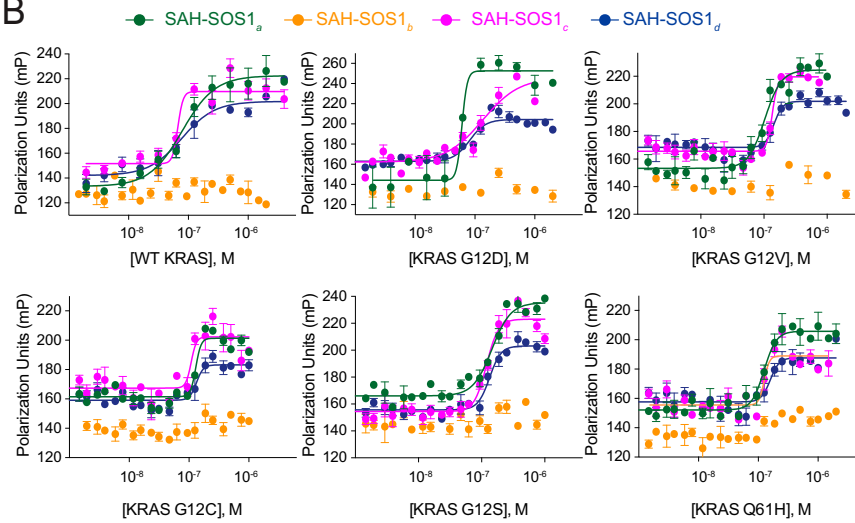 B
SAH-SOS1a SAH-SOS1b SAH-SOS1c SAH-SOS1d
Polarization Units (mP)
240
220
200
180
160
140
120
10-8 10-7 10-6
[WT KRAS], M
Polarization Units (mP)
260
240
220
200
180
160
140
120
10-8 10-7 10-6
[KRAS G12D], M
Polarization Units (mP)
220
200
180
160
140
120
10-8 10-7 10-6
[KRAS G12V], M
Polarization Units (mP)
220
200
180
160
140
120
10-8 10-7 10-6
[KRAS G12C], M
Polarization Units (mP)
240
220
200
180
160
140
120
10-8 10-7 10-6
[KRAS G12S], M
Polarization Units (mP)
220
200
180
160
140
120
10-8 10-7 10-6
[KRAS Q61H], M